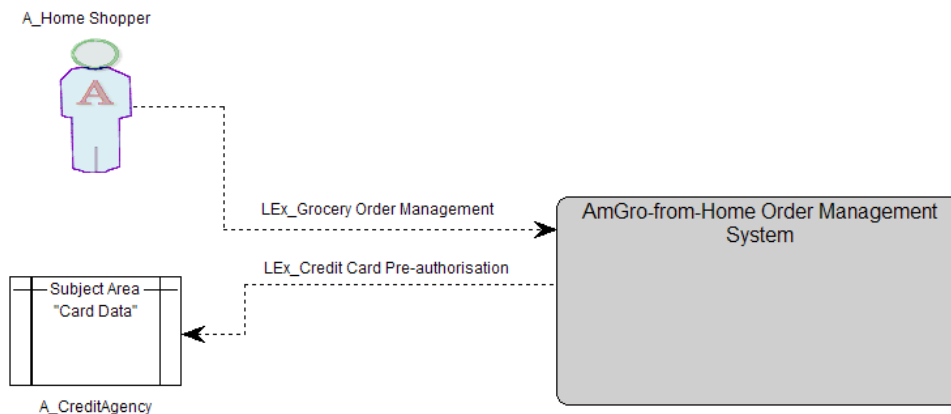 A_Home Shopper
A
LEx_Grocery Order Management
AmGro-from-Home Order Management
System
LEx_Credit Card Pre-authorisation
Subject Area
"Card Data"
A_CreditAgency